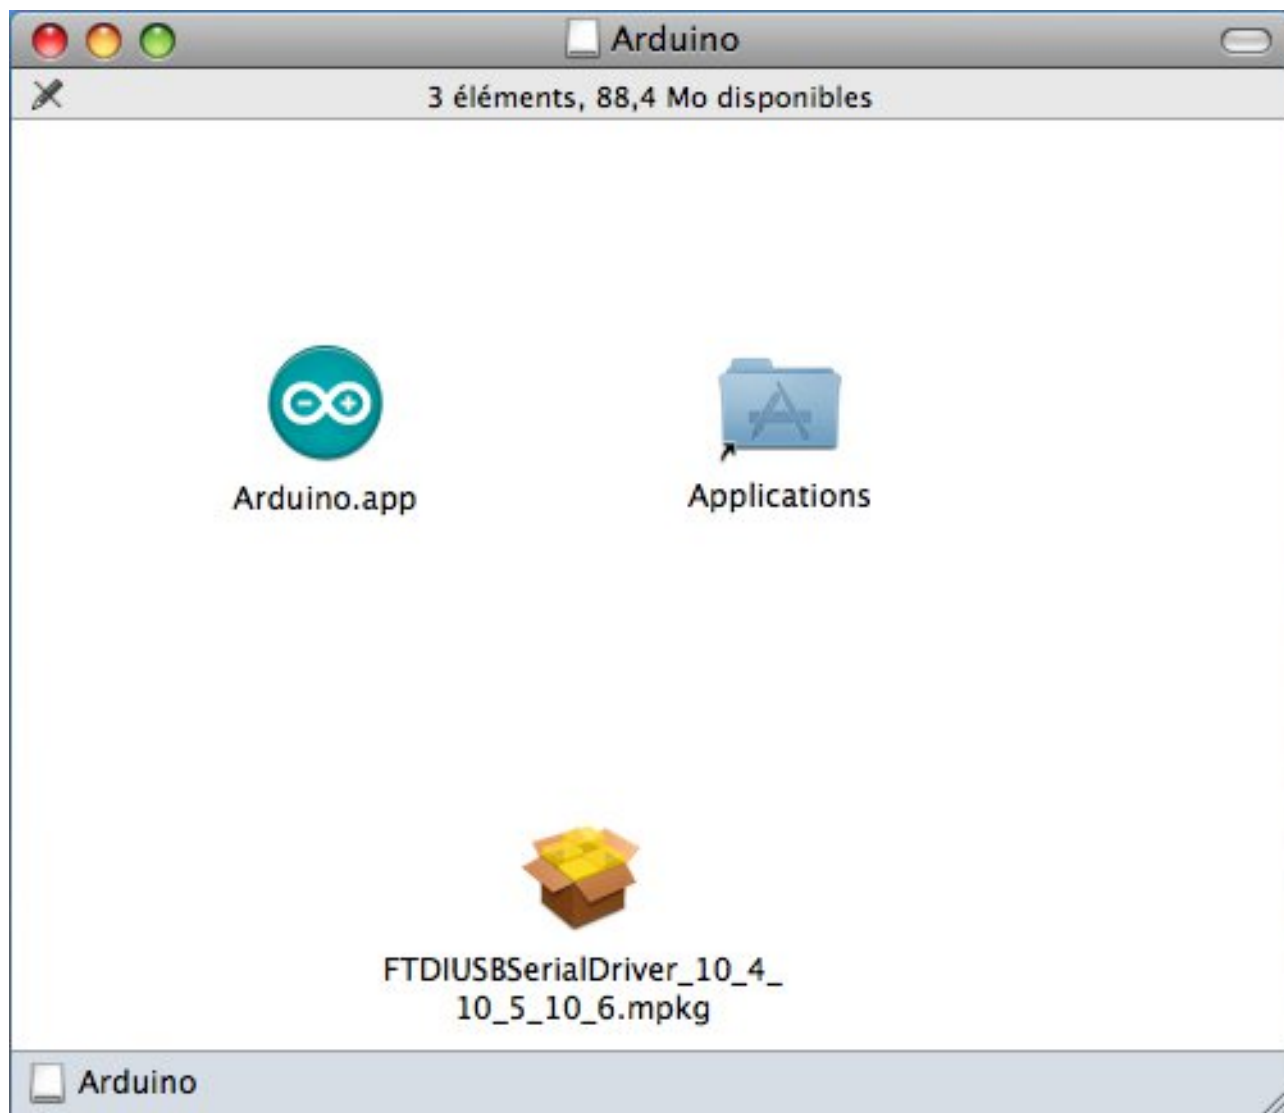 Arduino
3 éléments, 88,4 Mo disponibles
Arduino.app
Applications
FTDIUSBSerialDriver_10_4_
10_5_10_6.mpkg
Arduino